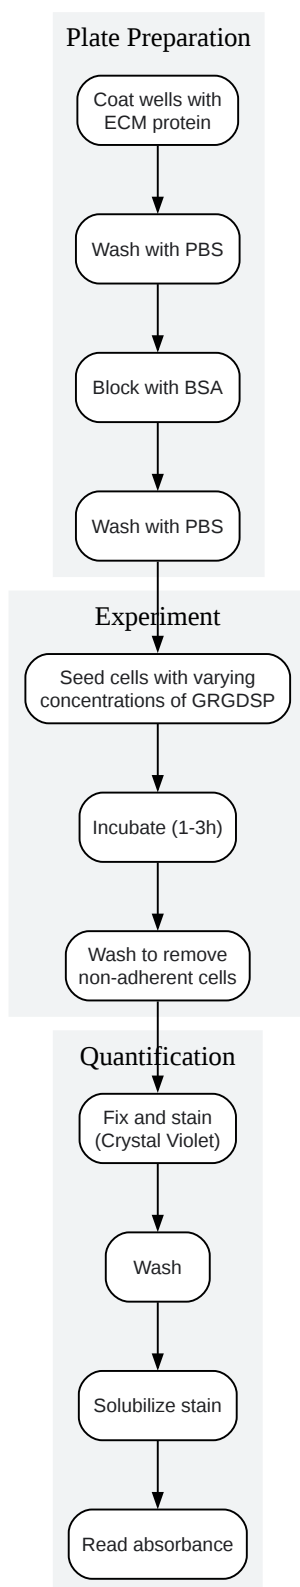 Plate Preparation
Coat wells with
ECM protein
Wash with PBS
Block with BSA
Wash with PBS
Experiment
Seed cells with varying
concentrations of GRGDSP
Incubate (1-3h)
Wash to remove
non-adherent cells
Quantification
Fix and stain
(Crystal Violet)
Wash
Solubilize stain
Read absorbance